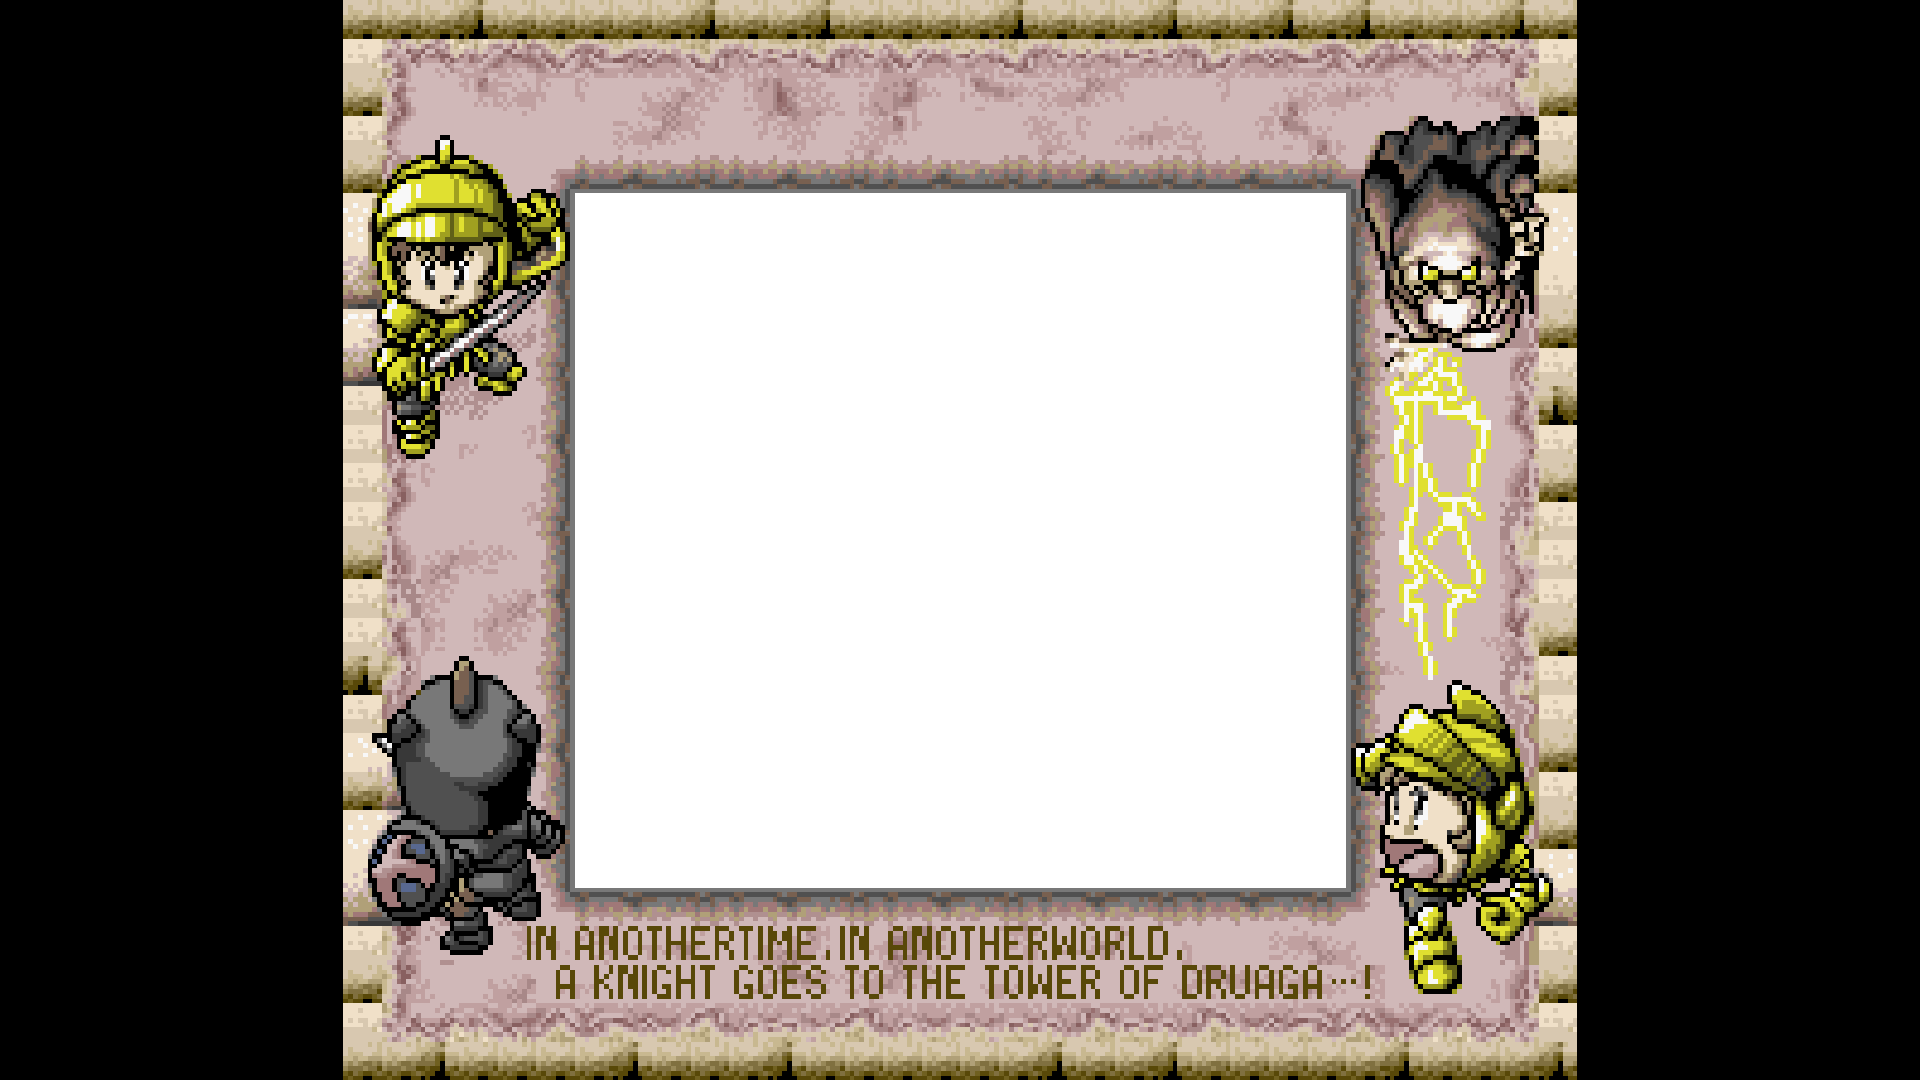 IN ANOTHERTIME.IN ANOTHERWORLD.
A KNIGHT GOES TO THE TOWER OF DRUAGA…!